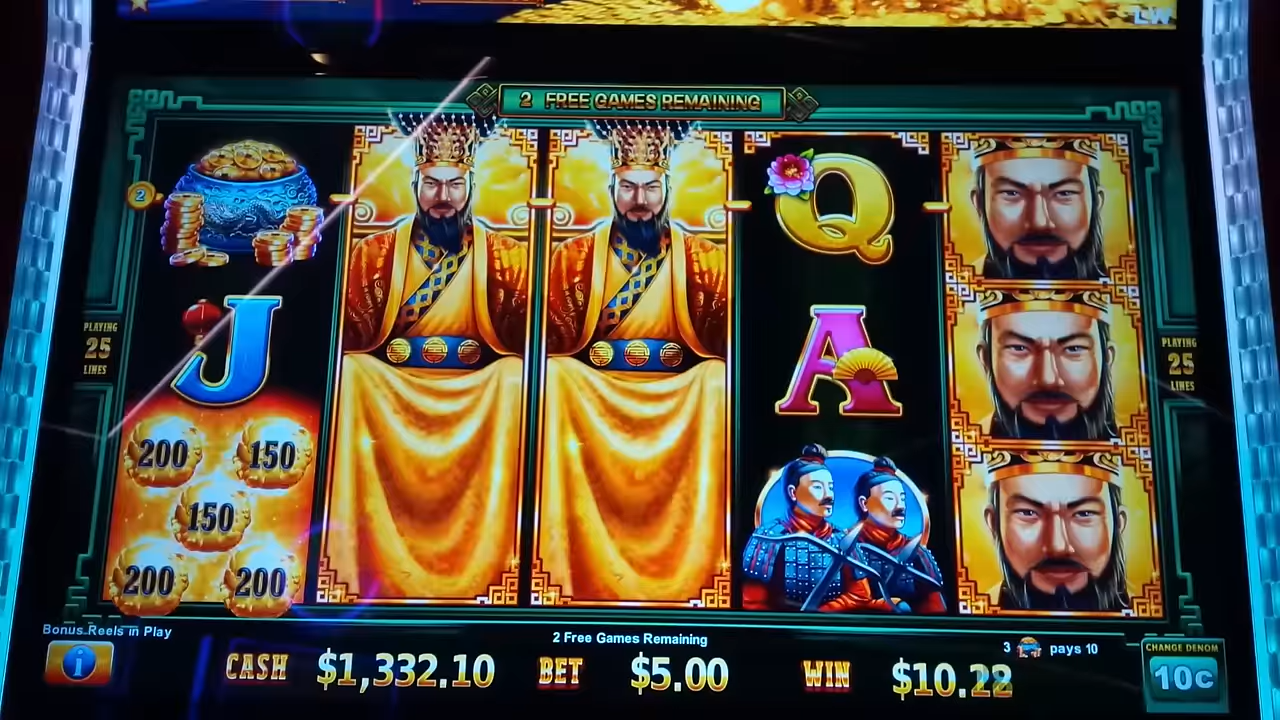 LW
2 FREE GAMES REMAINING
2
Q
PLAYING
25
LINES
J
A
PLAYING
25
LINES
200 150
150
200 200
Bonus Reels in Play
2 Free Games Remaining
3 pays 10
CHANGE DENOM
10¢
i
CASH $1,332.10 BET $5.00 WIN